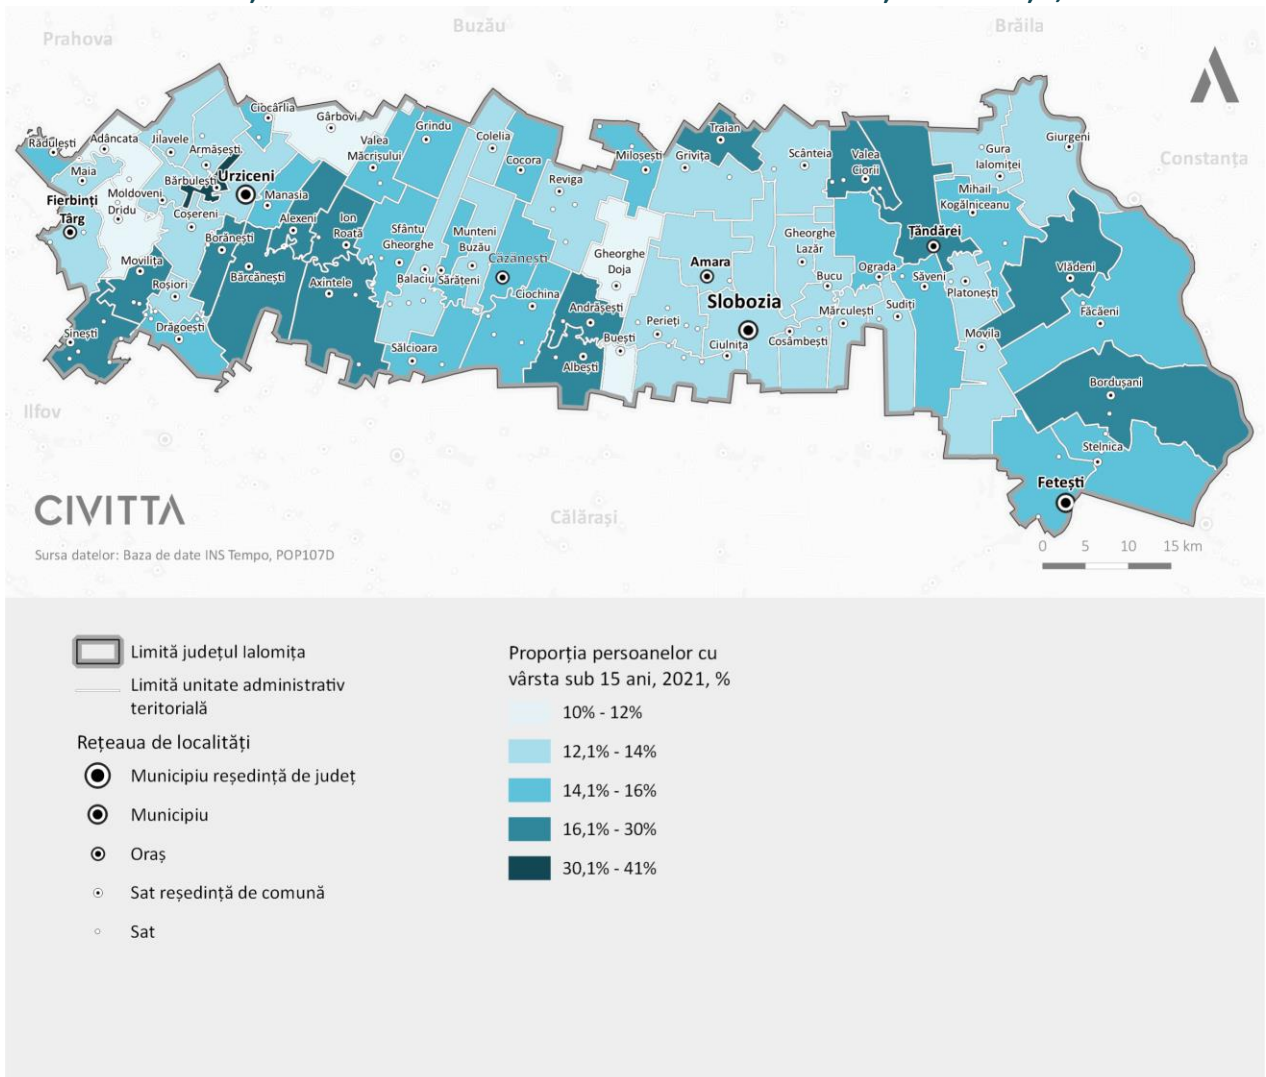 Prahova
Buzău
Brăila
Constanța
Ilfov
Călărași
Ciocârlia
Gârbovi
Grindu
Colelia
Traian
Giurgeni
Rădulești
Adâncata
Jilavele
Armășești
Valea
Măcrișului
Cocora
Miloșești
Grivița
Scânteia
Valea
Ciorii
Gura
Ialomiței
Maia
Bărbulești
Urziceni
Reviga
Mihail
Kogălniceanu
Fierbinți
Târg
Moldoveni
Dridu
Manasia
Coșereni
Alexeni
Ion
Roată
Sfântu
Gheorghe
Munteni
Buzău
Gheorghe
Lazăr
Țăndărei
Borănești
Gheorghe
Doja
Amara
Movilița
Bărcănești
Axintele
Balaciu
Sărățeni
Căzănești
Bucu
Ograda
Săveni
Vlădeni
Roșiori
Ciochina
Slobozia
Platonești
Andrășești
Mărculești
Sudiți
Făcăeni
Sinești
Drăgoești
Perieți
Movila
Sălcioara
Buești
Ciulnița
Cosâmbești
Albești
Bordușani
Stelnica
Fetești
CIVITTA
Sursa datelor: Baza de date INS Tempo, POP107D
0 5 10 15 km
Limită județul Ialomița
Limită unitate administrativ
teritorială
Rețeaua de localități
Municipiu reședință de județ
Municipiu
Oraș
Sat reședință de comună
Sat
Proporția persoanelor cu
vârsta sub 15 ani, 2021, %
10% - 12%
12,1% - 14%
14,1% - 16%
16,1% - 30%
30,1% - 41%